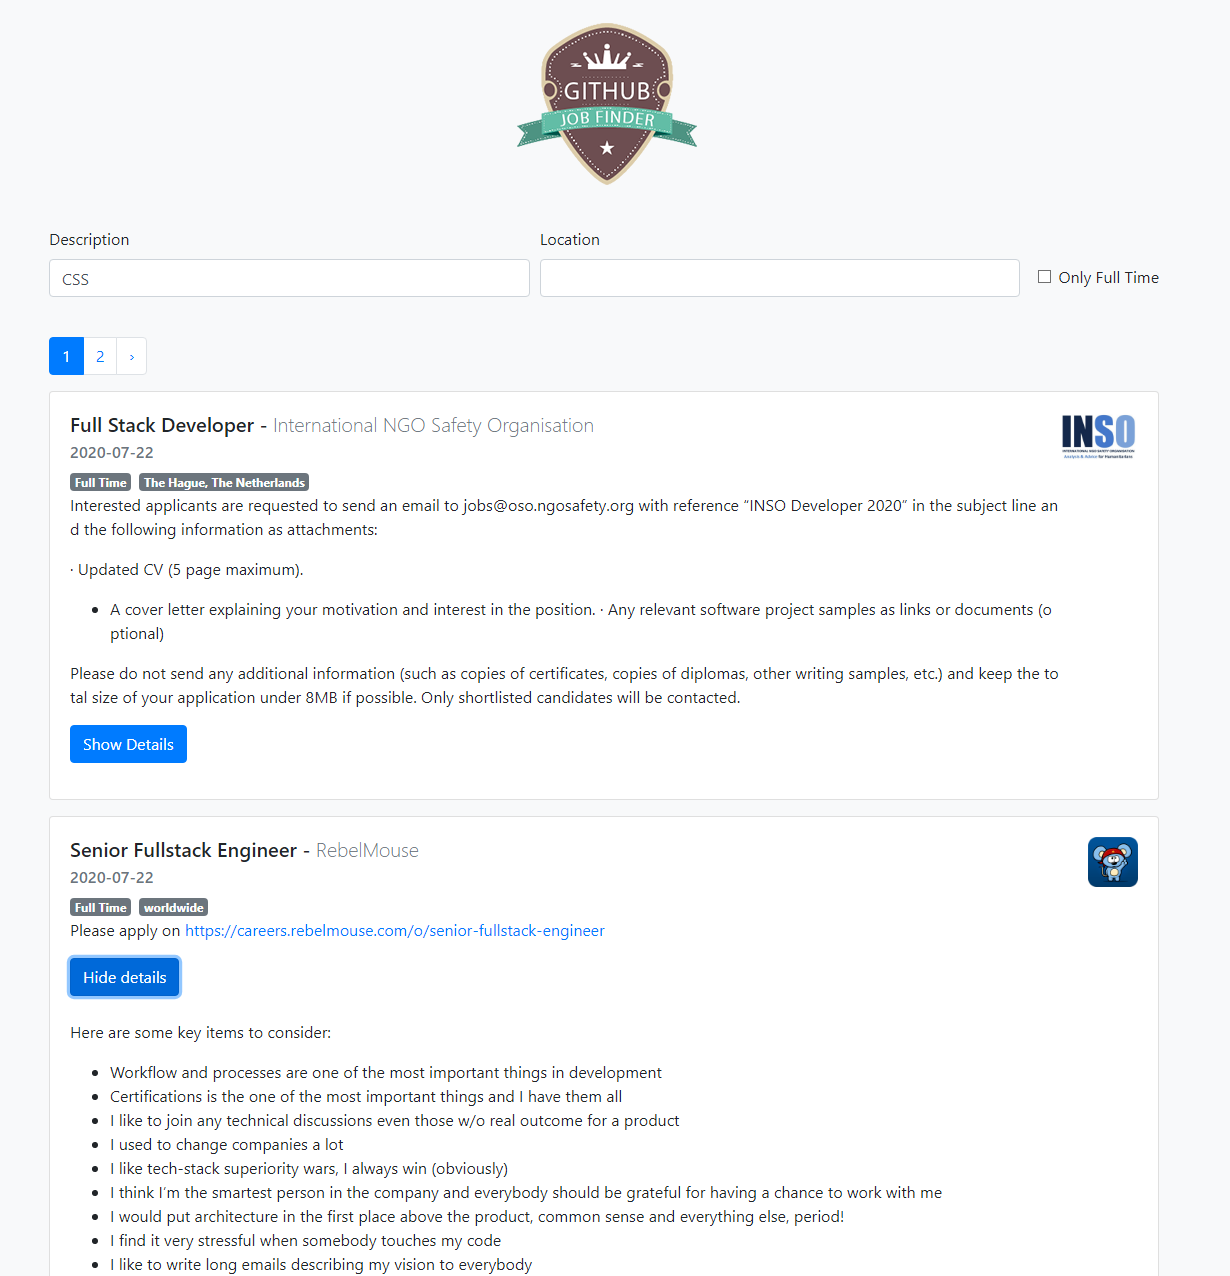 GITHUB
JOB FINDER
Description
Location
CSS
Only Full Time
1 2 ›
Full Stack Developer - International NGO Safety Organisation
INSO
INTERNATIONAL NGO SAFETY ORGANISATION
Analysis & Advice for Humanitarians
2020-07-22
Full Time The Hague, The Netherlands
Interested applicants are requested to send an email to jobs@oso.ngosafety.org with reference “INSO Developer 2020” in the subject line an
d the following information as attachments:
· Updated CV (5 page maximum).
• A cover letter explaining your motivation and interest in the position. · Any relevant software project samples as links or documents (o
ptional)
Please do not send any additional information (such as copies of certificates, copies of diplomas, other writing samples, etc.) and keep the to
tal size of your application under 8MB if possible. Only shortlisted candidates will be contacted.
Show Details
Senior Fullstack Engineer - RebelMouse
2020-07-22
Full Time worldwide
Please apply on https://careers.rebelmouse.com/o/senior-fullstack-engineer
Hide details
Here are some key items to consider:
• Workflow and processes are one of the most important things in development
• Certifications is the one of the most important things and I have them all
• I like to join any technical discussions even those w/o real outcome for a product
• I used to change companies a lot
• I like tech-stack superiority wars, I always win (obviously)
• I think I’m the smartest person in the company and everybody should be grateful for having a chance to work with me
• I would put architecture in the first place above the product, common sense and everything else, period!
• I find it very stressful when somebody touches my code
• I like to write long emails describing my vision to everybody